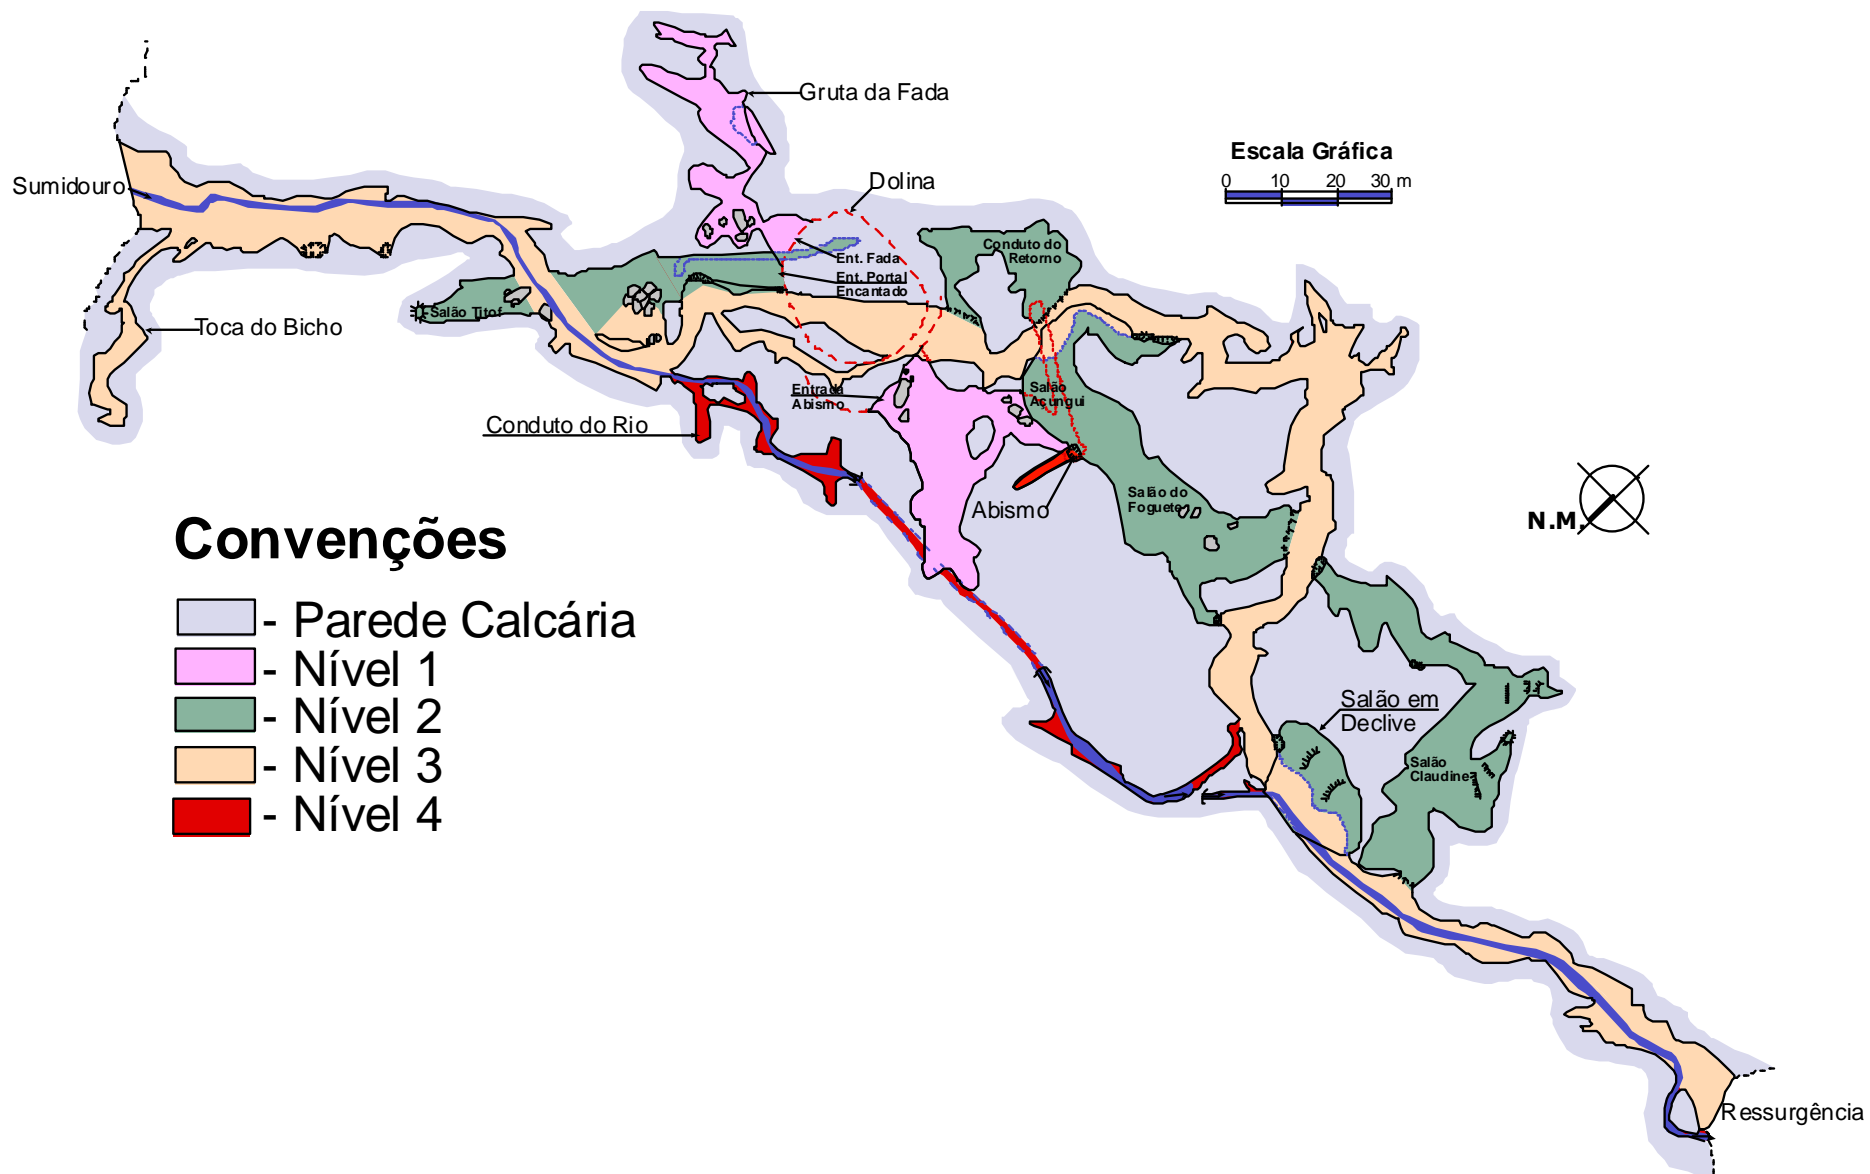 Gruta da Fada
Escala Gráfica
0 10 20 30 m
Sumidouro
Dolina
Conduto do
Retorno
Ent. Fada
Ent. Portal
Encantado
Salão Titof
Toca do Bicho
Entrada
Abismo
Salão
Açungui
Conduto do Rio
Salão do
Foguete
Abismo
N.M.
Convenções
- Parede Calcária
- Nível 1
- Nível 2
- Nível 3
- Nível 4
Salão em
Declive
Salão
Claudine
Ressurgência